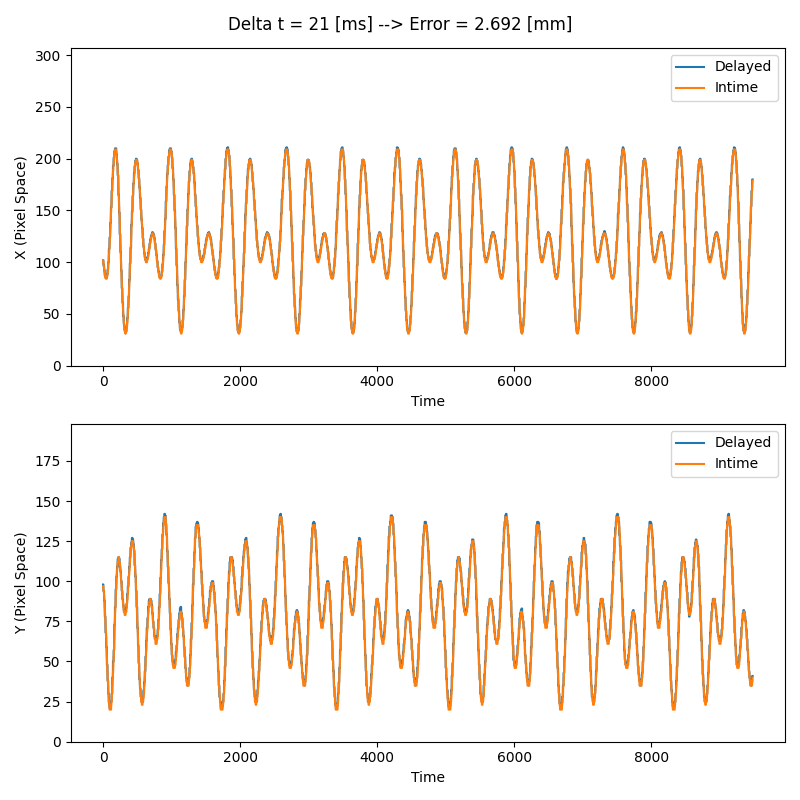 Delta t = 21 [ms] --> Error = 2.692 [mm]
300
250
200
150
100
50
0
X (Pixel Space)
Delayed
Intime
0 2000 4000 6000 8000
Time
175
150
125
100
75
50
25
0
Y (Pixel Space)
Delayed
Intime
0 2000 4000 6000 8000
Time